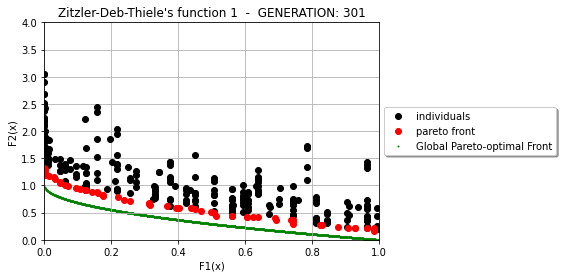 Zitzler-Deb-Thiele's function 1 - GENERATION: 301
4.0
3.5
3.0
2.5
2.0
1.5
1.0
0.5
0.0
F2(x)
0.0 0.2 0.4 0.6 0.8 1.0
F1(x)
individuals
pareto front
Global Pareto-optimal Front